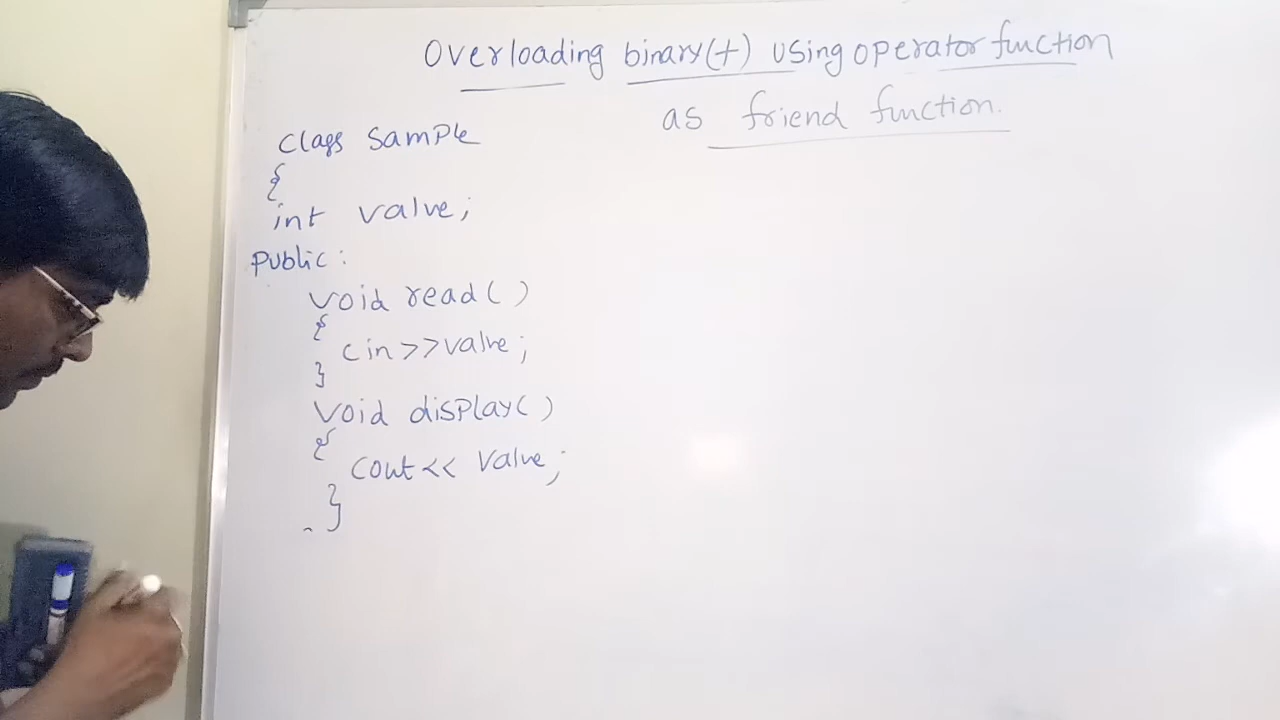 Overloading binary(+) using operator function
as friend function.
class sample
{
int value;
public:
void read()
{
cin>>value;
}
void display()
{
cout<< value;
}